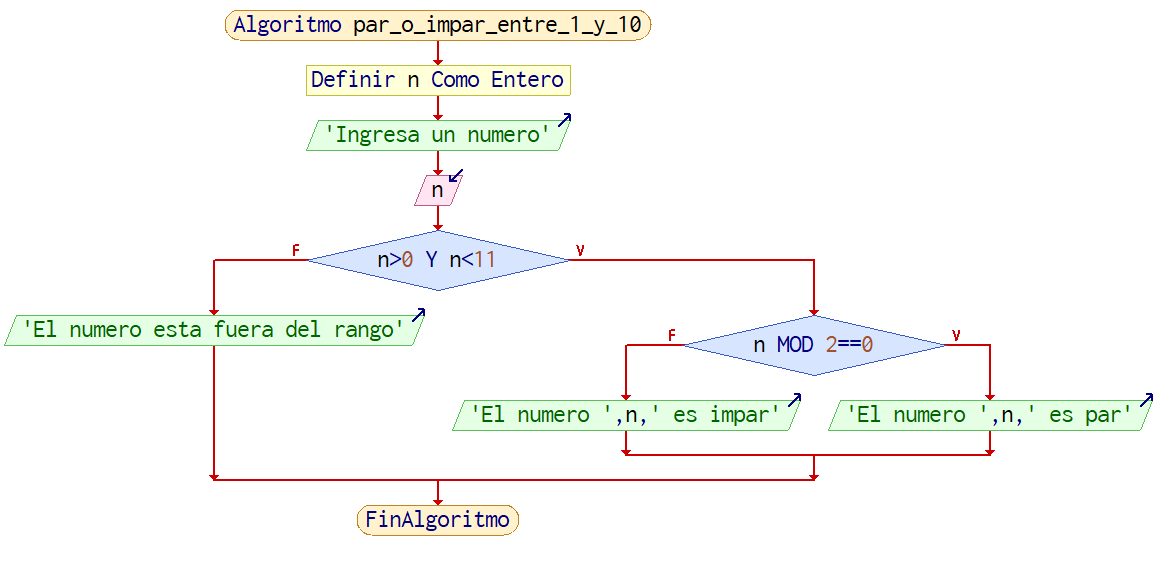 Algoritmo par_o_impar_entre_1_y_10
Definir n Como Entero
'Ingresa un numero'
n
n>0 Y n<11
F
V
'El numero esta fuera del rango'
n MOD 2==0
F
V
'El numero ',n,' es impar'
'El numero ',n,' es par'
FinAlgoritmo